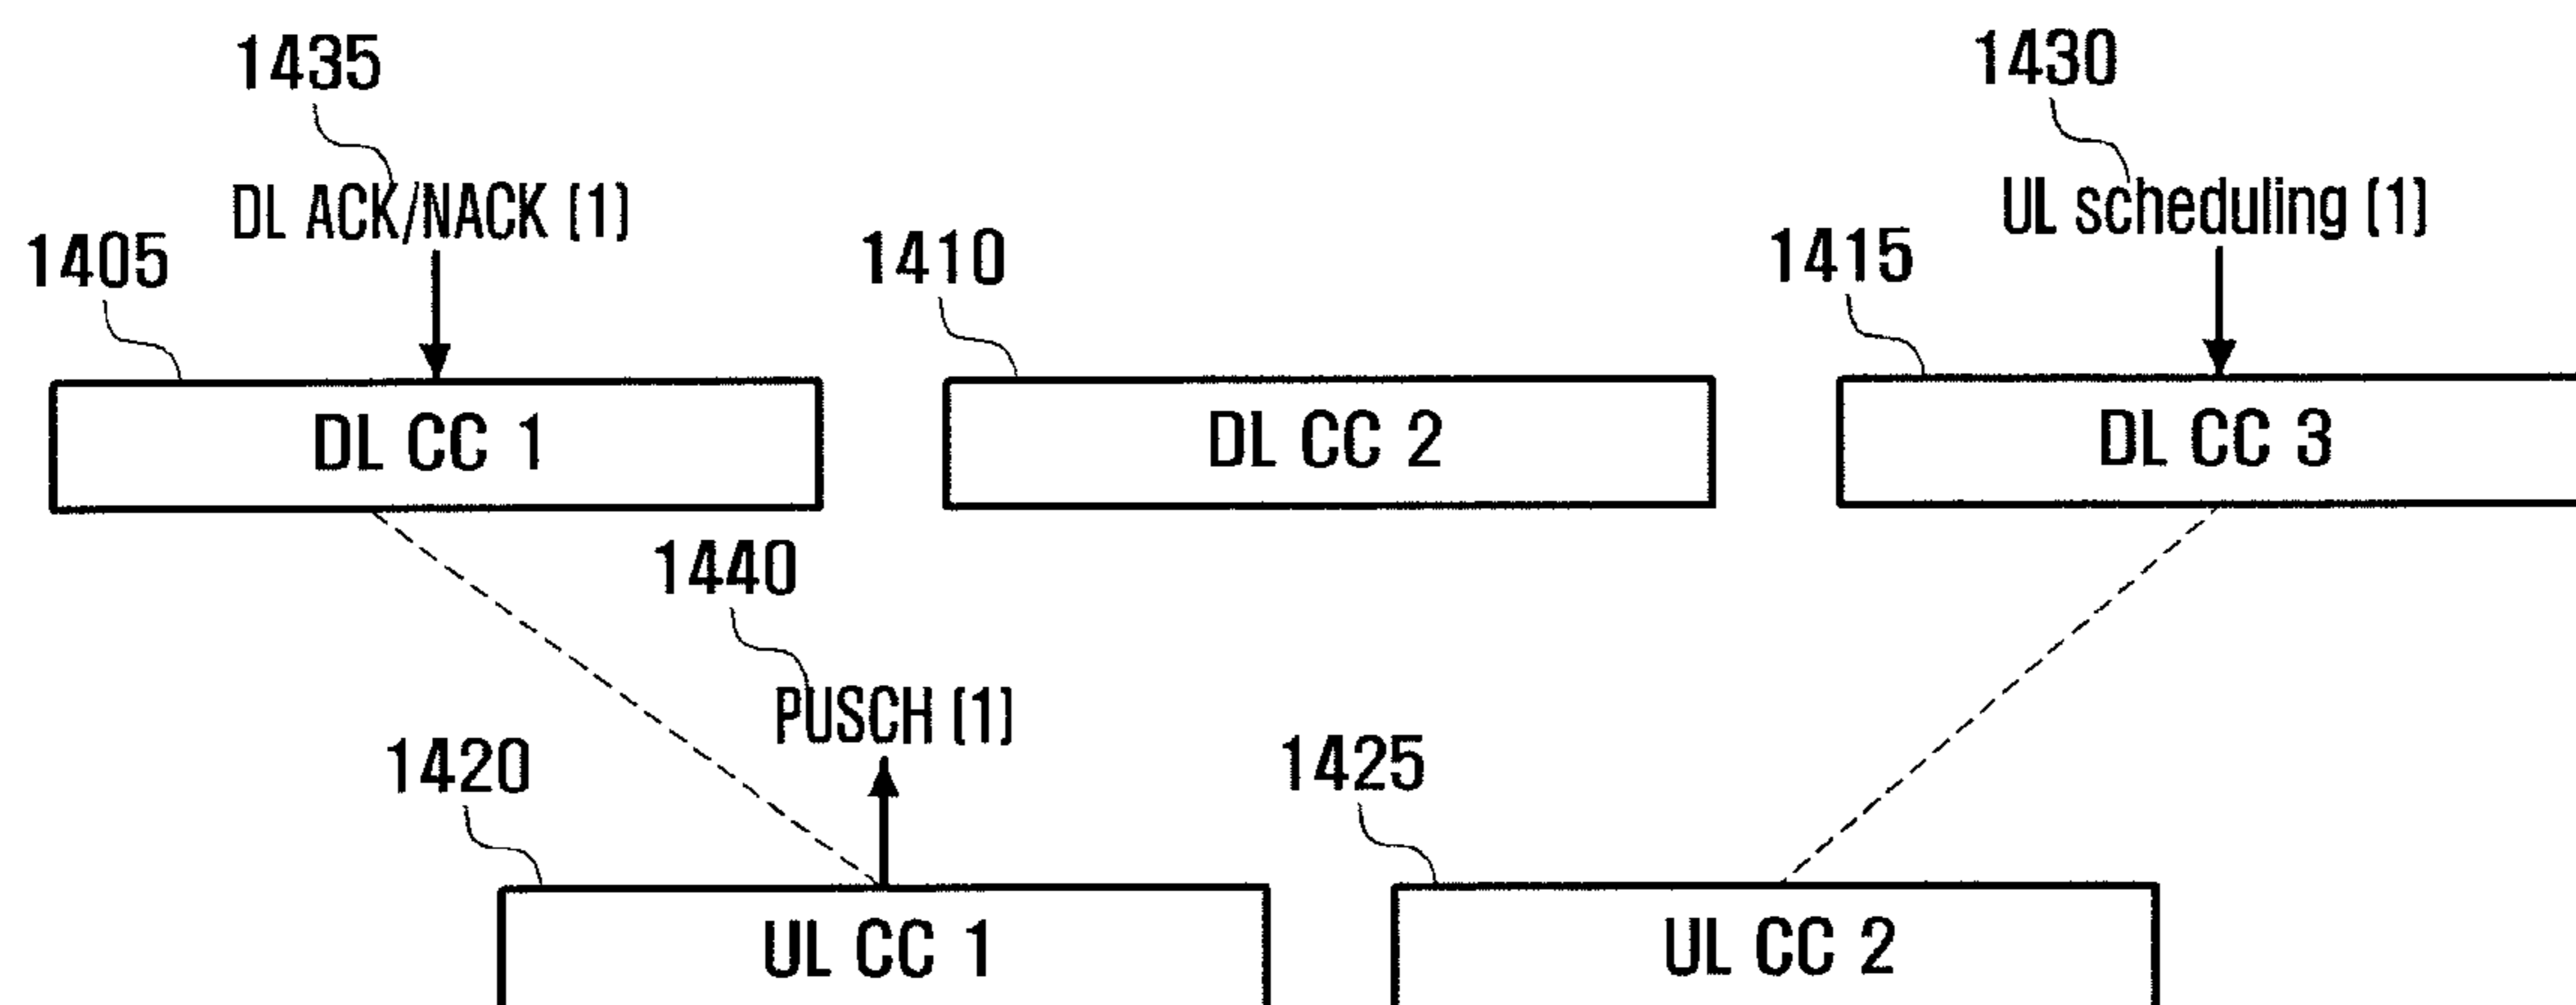 1435
1430
DL ACK/NACK (1)
UL scheduling (1)
1405
1410
1415
DL CC 1
DL CC 2
DL CC 3
1440
PUSCH (1)
1420
1425
UL CC 1
UL CC 2